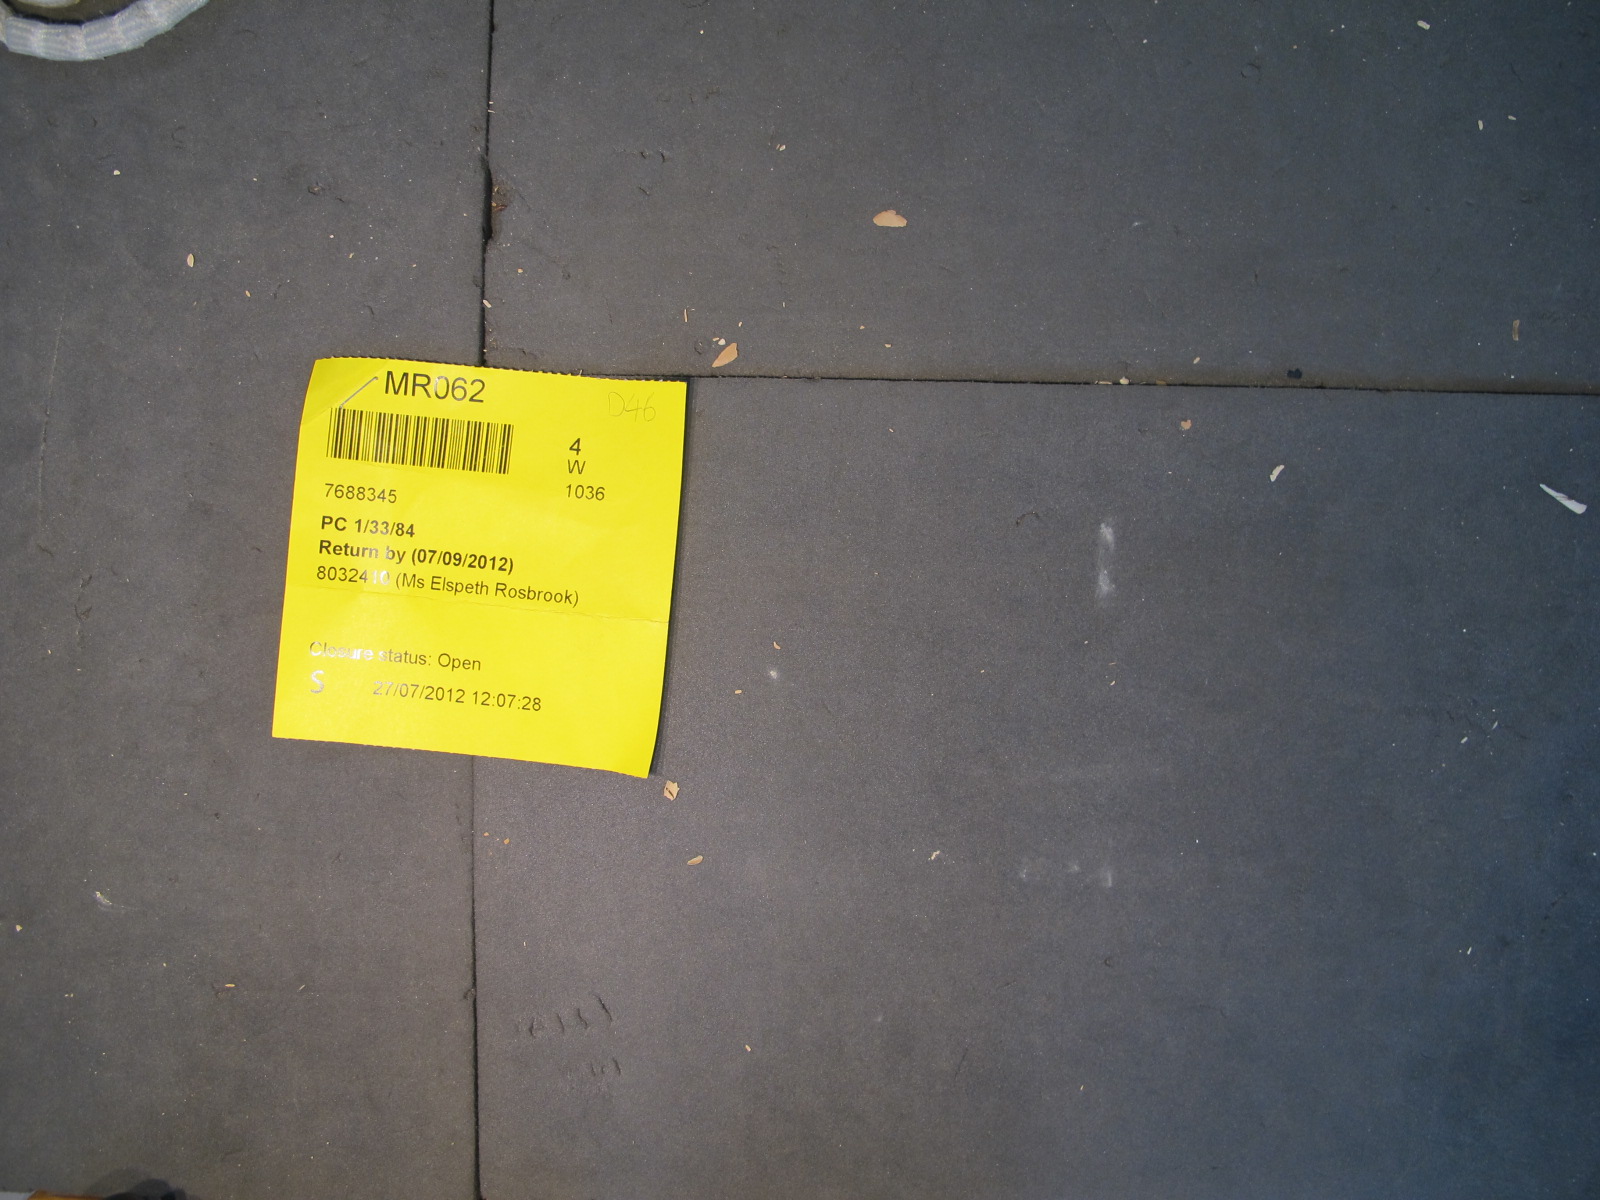 MR062
D46
4
W
1036
7688345
PC 1/33/84
Return by (07/09/2012)
8032410 (Ms Elspeth Rosbrook)
Closure status: Open
S 27/07/2012 12:07:28